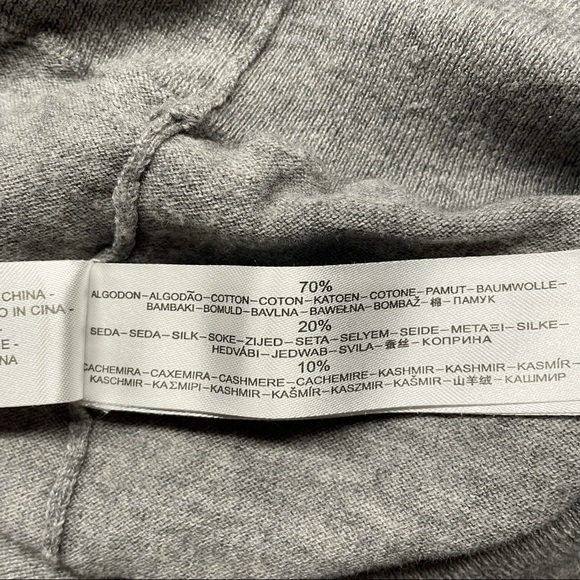 CHINA -
O IN CINA -
E -
NA
70%
ALGODON-ALGODÃO-COTTON-COTON-KATOEN-COTONE-PAMUT-BAUMWOLLE-
BAMBAKI-BOMULD-BAVLNA-BAWEŁNA-BOMBAŽ-棉-ПАМУК
20%
SEDA-SEDA-SILK-SOKE-ZIJED-SETA-SELYEM-SEIDE-ΜΕΤΑΞΙ-SILKE-
HEDVÁBI-JEDWAB-SVILA-蚕丝-КОПРИНА
10%
CACHEMIRA-CAXEMIRA-CASHMERE-CACHEMIRE-KASHMIR-KASHMIR-KASMÍR-
KASCHMIR-ΚΑΣΜΙΡΙ-KASHMIR-KAŠMÍR-KASZMIR-KAŠMIR-山羊绒-КАШМИР